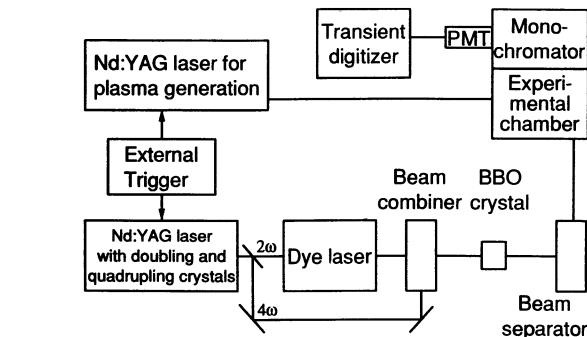 Transient
digitizer
PMT
Mono-
chromator
Nd:YAG laser for
plasma generation
Experi-
mental
chamber
External
Trigger
Beam
combiner
BBO
crystal
Nd:YAG laser
with doubling and
quadrupling crystals
2ω
Dye laser
4ω
Beam
separator